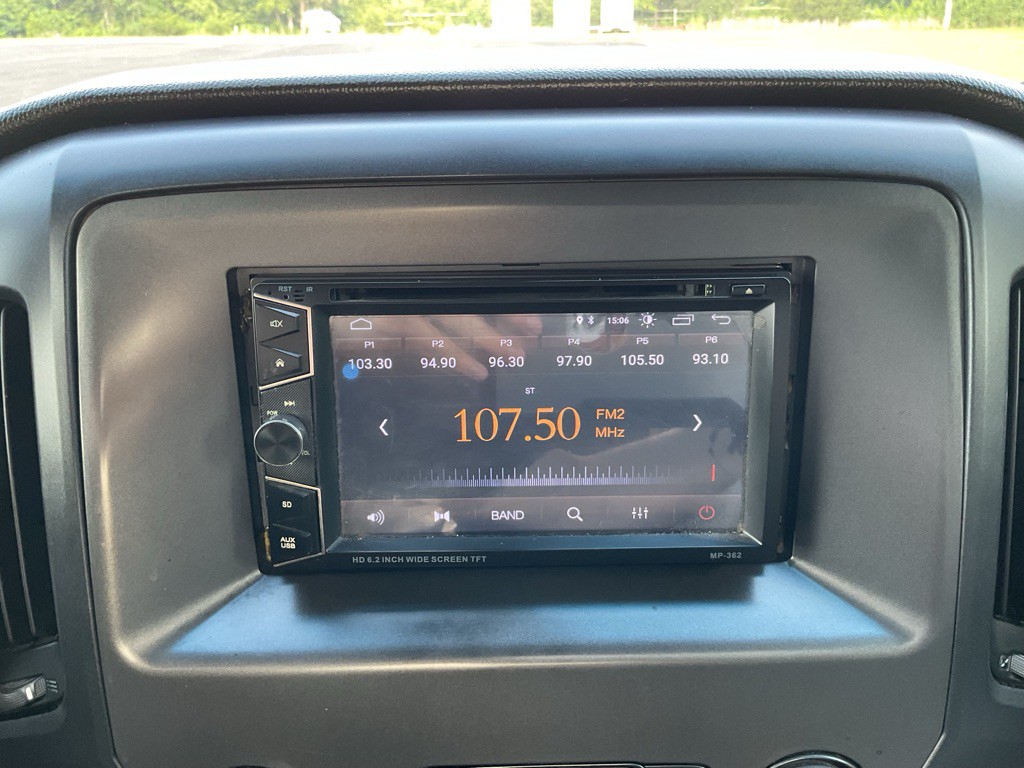 RST IR
15:06
P1 P2 P3 P4 P5 P6
103.30 94.90 96.30 97.90 105.50 93.10
ST
107.50 FM2
MHz
POW
SD
BAND
AUX
USB
HD 6.2 INCH WIDE SCREEN TFT MP-362